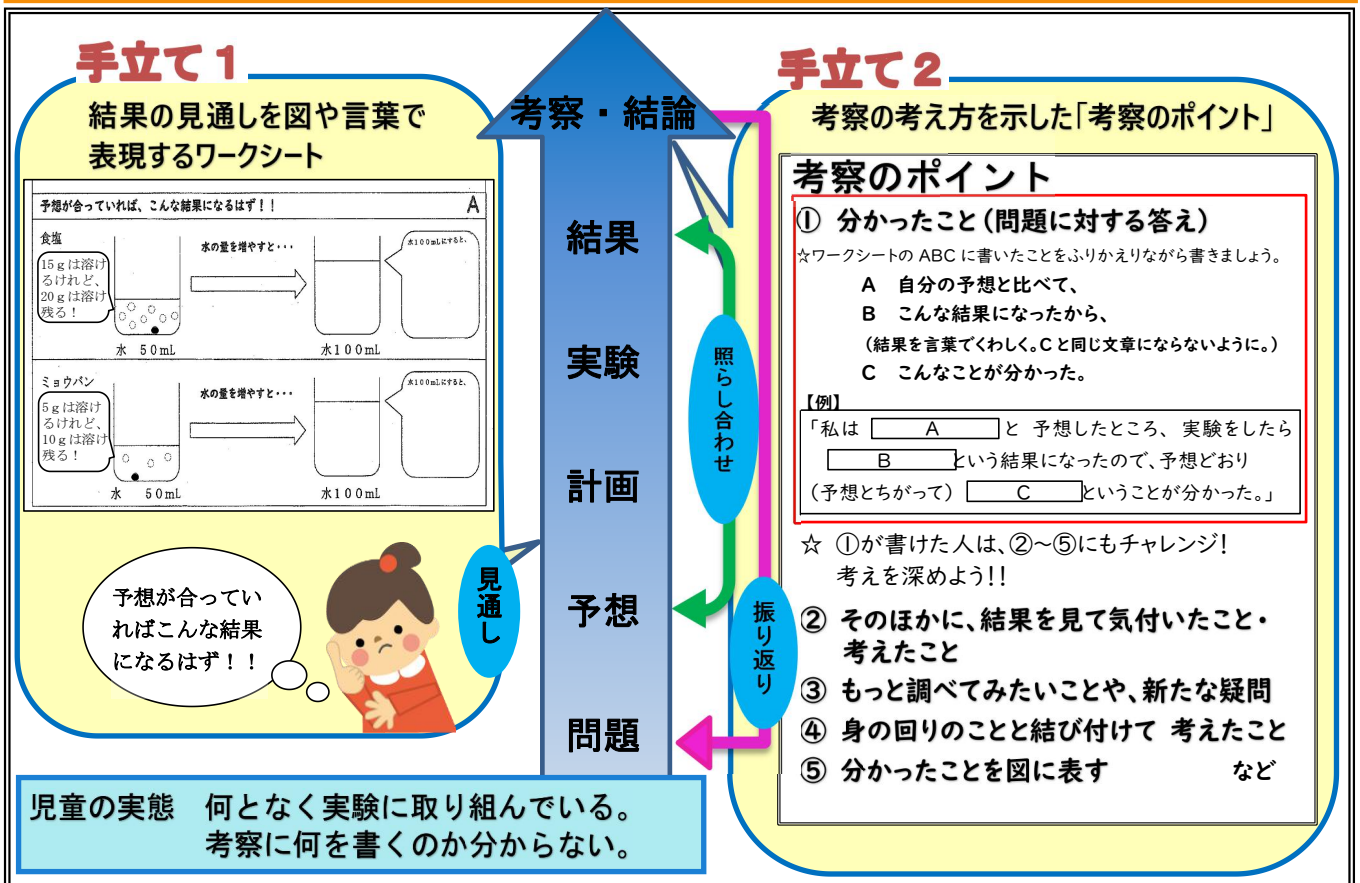 手立て1
結果の見通しを図や言葉で
表現するワークシート
予想が合っていれば、こんな結果になるはず!! A
食塩
15gは溶け
るけれど、
20gは溶け
残る!
水の量を増やすと・・・
水100mLにすると、
水 50mL
水100mL
ミョウバン
5gは溶け
るけれど、
10gは溶け
残る!
水の量を増やすと・・・
水100mLにすると、
水 50mL
水100mL
予想が合ってい
ればこんな結果
になるはず!!
見通し
考察・結論
結果
実験
計画
予想
問題
照らし合わせ
振り返り
手立て2
考察の考え方を示した「考察のポイント」
考察のポイント
① 分かったこと(問題に対する答え)
☆ワークシートの ABC に書いたことをふりかえりながら書きましょう。
A 自分の予想と比べて、
B こんな結果になったから、
(結果を言葉でくわしく。Cと同じ文章にならないように。)
C こんなことが分かった。
【例】
「私は A と 予想したところ、 実験をしたら
B という結果になったので、予想どおり
(予想とちがって) C ということが分かった。」
☆ ①が書けた人は、②~⑤にもチャレンジ!
考えを深めよう!!
② そのほかに、結果を見て気付いたこと・
考えたこと
③ もっと調べてみたいことや、新たな疑問
④ 身の回りのことと結び付けて 考えたこと
⑤ 分かったことを図に表す など
児童の実態 何となく実験に取り組んでいる。
考察に何を書くのか分からない。